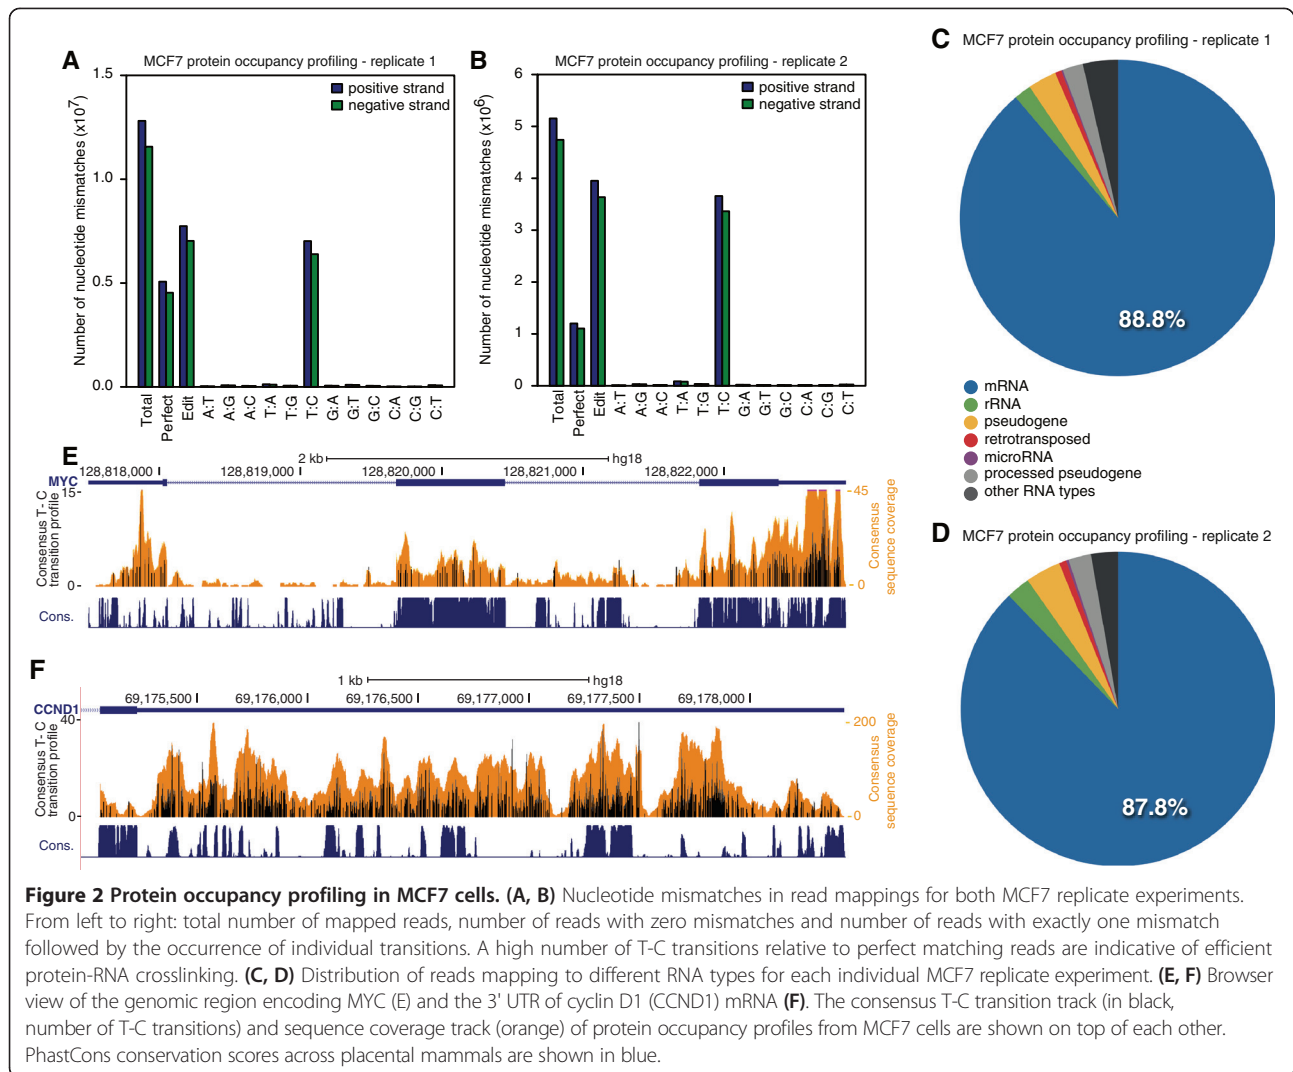 A
MCF7 protein occupancy profiling - replicate 1
Number of nucleotide mismatches (x10^7)
1.5
1.0
0.5
0.0
positive strand
negative strand
Total
Perfect
Edit
A:T
A:G
A:C
T:A
T:G
T:C
G:A
G:T
G:C
C:A
C:G
C:T
B
MCF7 protein occupancy profiling - replicate 2
Number of nucleotide mismatches (x10^6)
6
5
4
3
2
1
0
positive strand
negative strand
Total
Perfect
Edit
A:T
A:G
A:C
T:A
T:G
T:C
G:A
G:T
G:C
C:A
C:G
C:T
C
MCF7 protein occupancy profiling - replicate 1
88.8%
mRNA
rRNA
pseudogene
retrotransposed
microRNA
processed pseudogene
other RNA types
D
MCF7 protein occupancy profiling - replicate 2
87.8%
E
2 kb
hg18
128,818,000
128,819,000
128,820,000
128,821,000
128,822,000
MYC
15
0
Consensus T- C
transition profile
45
0
Consensus
sequence coverage
Cons.
F
1 kb
hg18
69,175,500
69,176,000
69,176,500
69,177,000
69,177,500
69,178,000
CCND1
40
0
Consensus T- C
transition profile
200
0
Consensus
sequence coverage
Cons.
Figure 2 Protein occupancy profiling in MCF7 cells. (A, B) Nucleotide mismatches in read mappings for both MCF7 replicate experiments.
From left to right: total number of mapped reads, number of reads with zero mismatches and number of reads with exactly one mismatch
followed by the occurrence of individual transitions. A high number of T-C transitions relative to perfect matching reads are indicative of efficient
protein-RNA crosslinking. (C, D) Distribution of reads mapping to different RNA types for each individual MCF7 replicate experiment. (E, F) Browser
view of the genomic region encoding MYC (E) and the 3' UTR of cyclin D1 (CCND1) mRNA (F). The consensus T-C transition track (in black,
number of T-C transitions) and sequence coverage track (orange) of protein occupancy profiles from MCF7 cells are shown on top of each other.
PhastCons conservation scores across placental mammals are shown in blue.